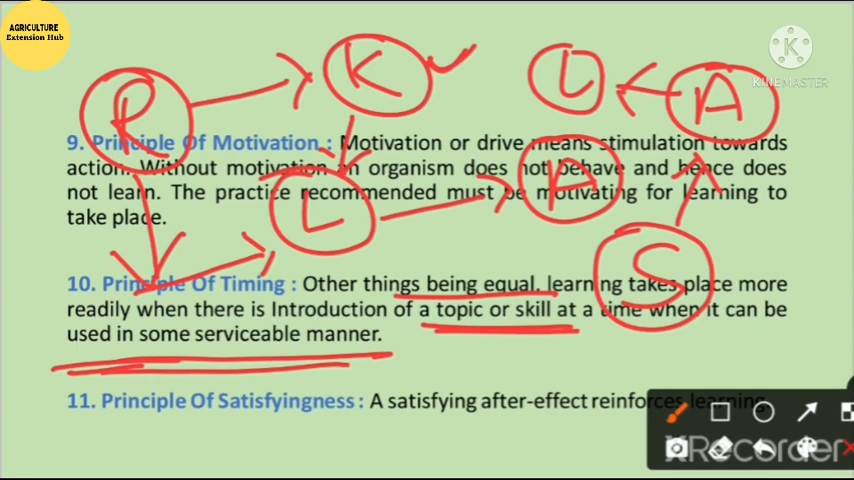 AGRICULTURE
Extension Hub
R K L A
KINEMASTER
9. Principle Of Motivation. : Motivation or drive means stimulation towards
action. Without motivation an organism does not behave and hence does
not learn. The practice recommended must be motivating for learning to
take place.
L A S
10. Principle Of Timing : Other things being equal, learning takes place more
readily when there is Introduction of a topic or skill at a time when it can be
used in some serviceable manner.
11. Principle Of Satisfyingness : A satisfying after-effect reinforces learning.
XRecorder